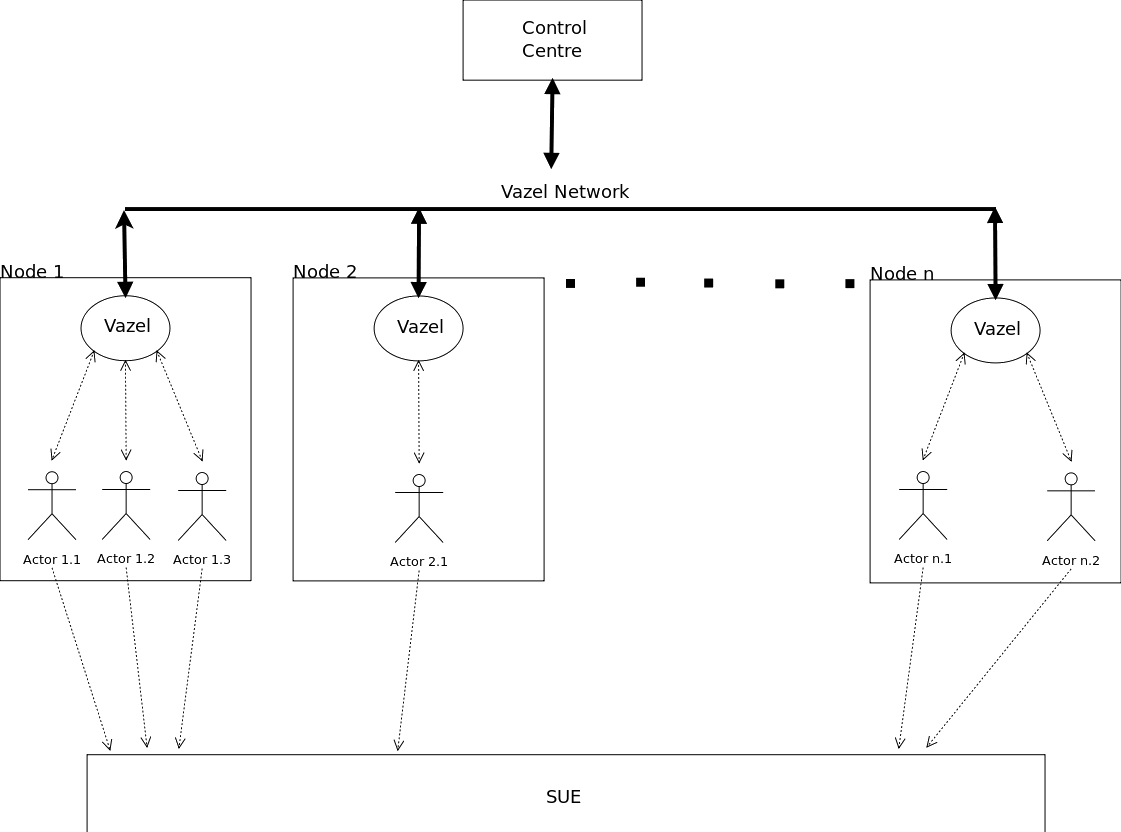 Control
Centre
Vazel Network
Node 1
Node 2
Node n
Vazel
Vazel
Vazel
Actor 1.1
Actor 1.2
Actor 1.3
Actor 2.1
Actor n.1
Actor n.2
SUE